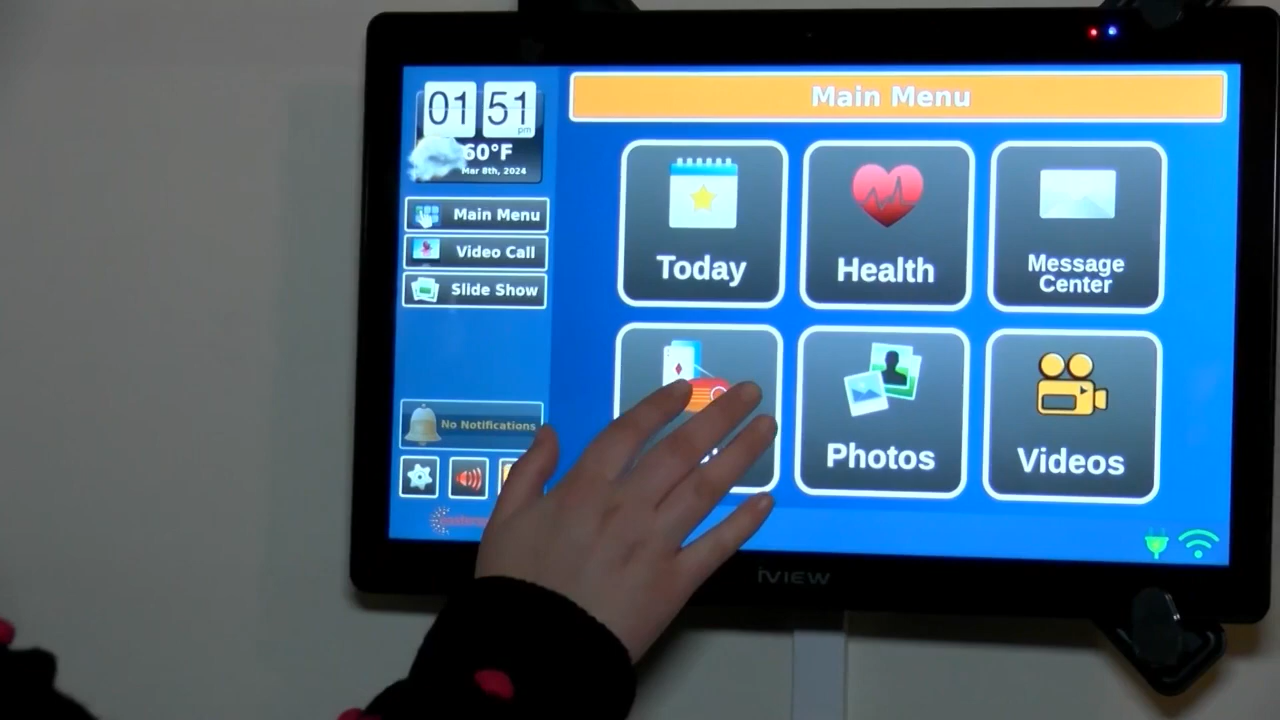 Main Menu
01 51
pm
60°F
Mar 8th, 2024
Main Menu
Video Call
Slide Show
No Notifications
Today
Health
Message
Center
Photos
Videos
iVIEW